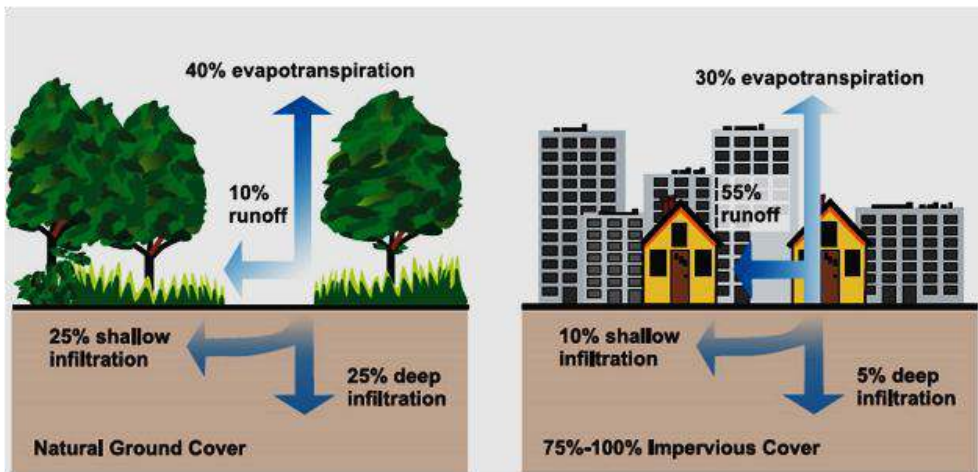 40% evapotranspiration
10%
runoff
25% shallow
infiltration
25% deep
infiltration
Natural Ground Cover
30% evapotranspiration
55%
runoff
10% shallow
infiltration
5% deep
infiltration
75%-100% Impervious Cover